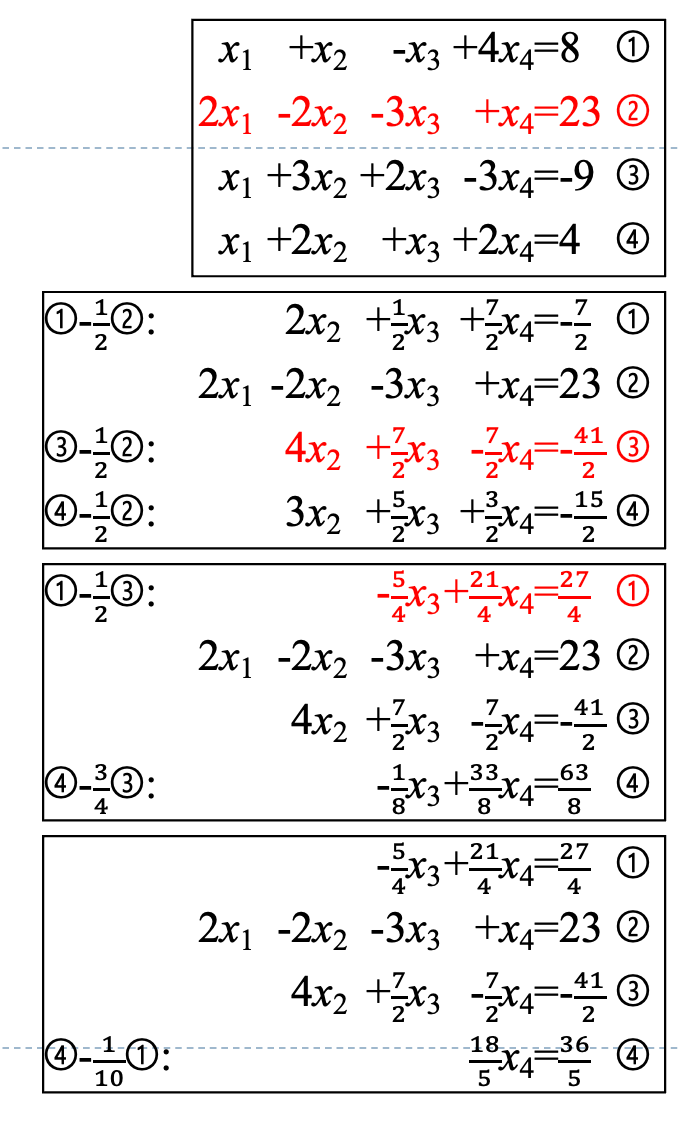 x₁ +x₂ -x₃ +4x₄=8 ①
2x₁ -2x₂ -3x₃ +x₄=23 ②
x₁ +3x₂ +2x₃ -3x₄=-9 ③
x₁ +2x₂ +x₃ +2x₄=4 ④
①-1/2②: 2x₂ +1/2x₃ +7/2x₄=-7/2 ①
2x₁ -2x₂ -3x₃ +x₄=23 ②
③-1/2②: 4x₂ +7/2x₃ -7/2x₄=-41/2 ③
④-1/2②: 3x₂ +5/2x₃ +3/2x₄=-15/2 ④
①-1/2③: -5/4x₃+21/4x₄=27/4 ①
2x₁ -2x₂ -3x₃ +x₄=23 ②
4x₂ +7/2x₃ -7/2x₄=-41/2 ③
④-3/4③: -1/8x₃+33/8x₄=63/8 ④
-5/4x₃+21/4x₄=27/4 ①
2x₁ -2x₂ -3x₃ +x₄=23 ②
4x₂ +7/2x₃ -7/2x₄=-41/2 ③
④-1/10①: 18/5x₄=36/5 ④